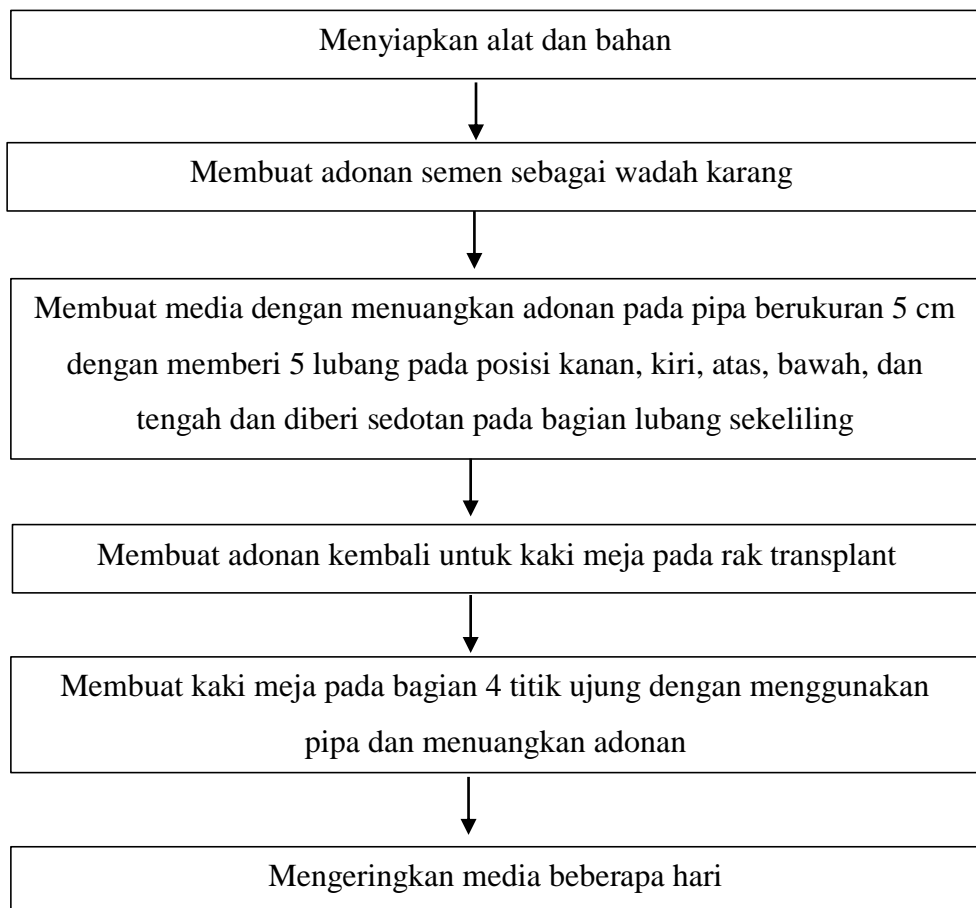 Menyiapkan alat dan bahan
Membuat adonan semen sebagai wadah karang
Membuat media dengan menuangkan adonan pada pipa berukuran 5 cm
dengan memberi 5 lubang pada posisi kanan, kiri, atas, bawah, dan
tengah dan diberi sedotan pada bagian lubang sekeliling
Membuat adonan kembali untuk kaki meja pada rak transplant
Membuat kaki meja pada bagian 4 titik ujung dengan menggunakan
pipa dan menuangkan adonan
Mengeringkan media beberapa hari